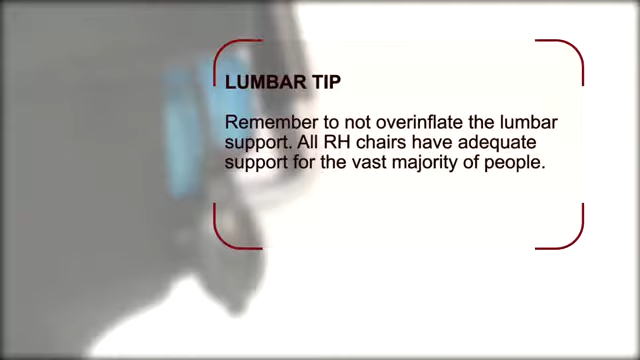 LUMBAR TIP
Remember to not overinflate the lumbar
support. All RH chairs have adequate
support for the vast majority of people.